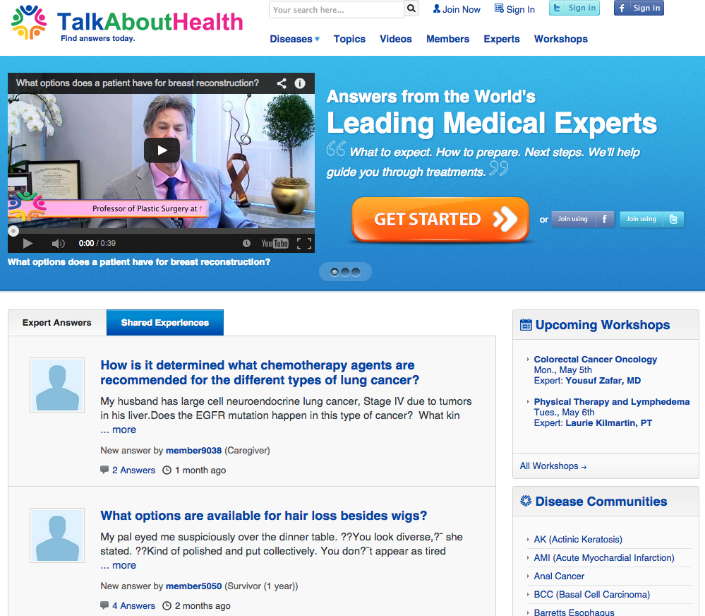 TalkAboutHealth
Find answers today.
Your search here...
Join Now
Sign In
Sign In
Sign In
Diseases
Topics
Videos
Members
Experts
Workshops
What options does a patient have for breast reconstruction?
Professor of Plastic Surgery at
0:00 / 0:39
YouTube
What options does a patient have for breast reconstruction?
Answers from the World's
Leading Medical Experts
What to expect. How to prepare. Next steps. We'll help
guide you through treatments.
GET STARTED
or
Join using
Join using
Expert Answers
Shared Experiences
How is it determined what chemotherapy agents are
recommended for the different types of lung cancer?
My husband has large cell neuroendocrine lung cancer, Stage IV due to tumors
in his liver.Does the EGFR mutation happen in this type of cancer? What kin
... more
New answer by member9038 (Caregiver)
2 Answers 1 month ago
What options are available for hair loss besides wigs?
My pal eyed me suspiciously over the dinner table. ??You look diverse,?¯ she
stated. ??Kind of polished and put collectively. You don?¯t appear as tired
... more
New answer by member5050 (Survivor (1 year))
4 Answers 2 months ago
Upcoming Workshops
Colorectal Cancer Oncology
Mon., May 5th
Expert: Yousuf Zafar, MD
Physical Therapy and Lymphedema
Tues., May 6th
Expert: Laurie Kilmartin, PT
All Workshops →
Disease Communities
AK (Actinic Keratosis)
AMI (Acute Myocardial Infarction)
Anal Cancer
BCC (Basal Cell Carcinoma)
Barretts Esophagus